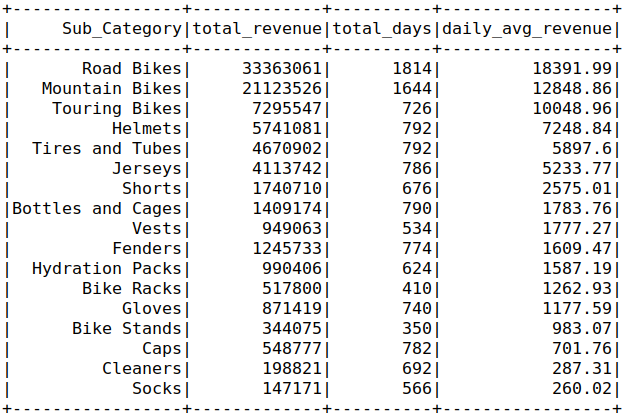 +-----------------+-------------+----------+-----------------+
|     Sub_Category|total_revenue|total_days|daily_avg_revenue|
+-----------------+-------------+----------+-----------------+
|       Road Bikes|     33363061|      1814|         18391.99|
|   Mountain Bikes|     21123526|      1644|         12848.86|
|    Touring Bikes|      7295547|       726|         10048.96|
|          Helmets|      5741081|       792|          7248.84|
|  Tires and Tubes|      4670902|       792|           5897.6|
|          Jerseys|      4113742|       786|          5233.77|
|           Shorts|      1740710|       676|          2575.01|
|Bottles and Cages|      1409174|       790|          1783.76|
|            Vests|       949063|       534|          1777.27|
|          Fenders|      1245733|       774|          1609.47|
|  Hydration Packs|       990406|       624|          1587.19|
|       Bike Racks|       517800|       410|          1262.93|
|           Gloves|       871419|       740|          1177.59|
|      Bike Stands|       344075|       350|           983.07|
|             Caps|       548777|       782|           701.76|
|         Cleaners|       198821|       692|           287.31|
|            Socks|       147171|       566|           260.02|
+-----------------+-------------+----------+-----------------+